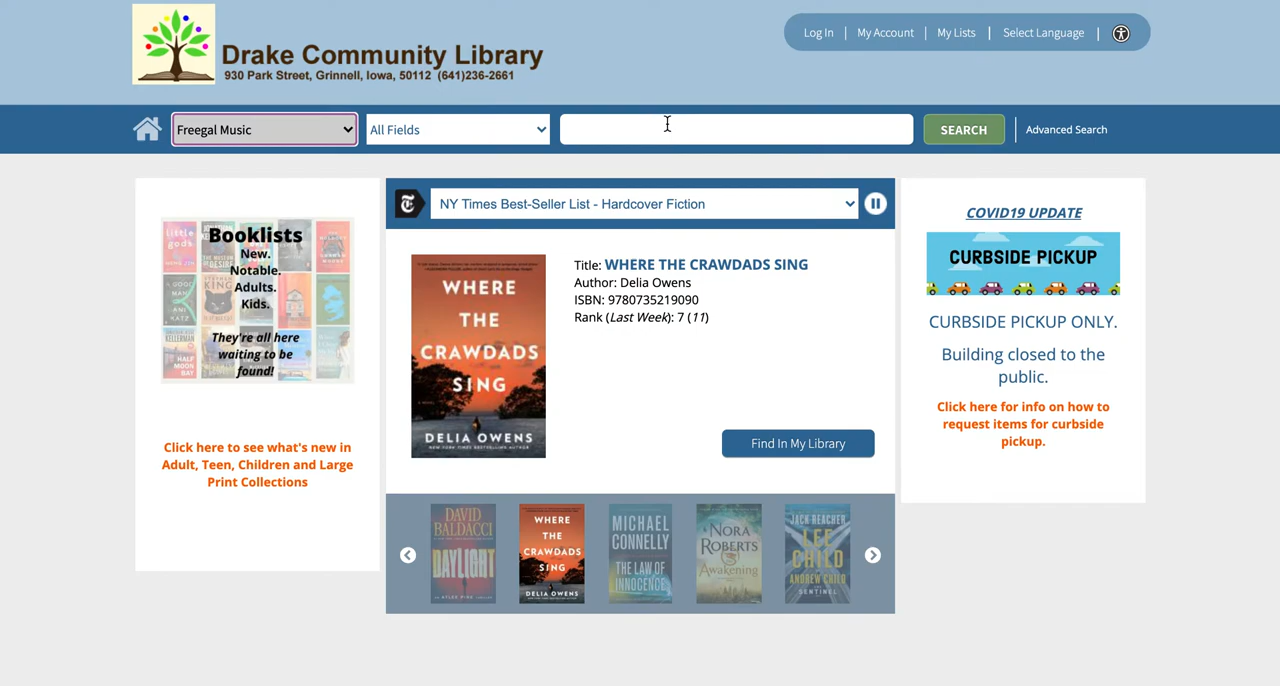 Drake Community Library
930 Park Street, Grinnell, Iowa, 50112 (641)236-2661
Log In | My Account | My Lists | Select Language |
Freegal Music
All Fields
SEARCH
Advanced Search
Booklists
New.
Notable.
Adults.
Kids.
They're all here
waiting to be
found!
Click here to see what's new in
Adult, Teen, Children and Large
Print Collections
NY Times Best-Seller List - Hardcover Fiction
WHERE
THE
CRAWDADS
SING
DELIA OWENS
Title: WHERE THE CRAWDADS SING
Author: Delia Owens
ISBN: 9780735219090
Rank (Last Week): 7 (11)
Find In My Library
DAVID
BALDACCI
DAYLIGHT
WHERE
THE
CRAWDADS
SING
DELIA OWENS
MICHAEL
CONNELLY
THE LAW OF
INNOCENCE
NORA
ROBERTS
The
Awakening
JACK REACHER
LEE
CHILD
ANDREW CHILD
THE
SENTINEL
COVID19 UPDATE
CURBSIDE PICKUP
CURBSIDE PICKUP ONLY.
Building closed to the
public.
Click here for info on how to
request items for curbside
pickup.